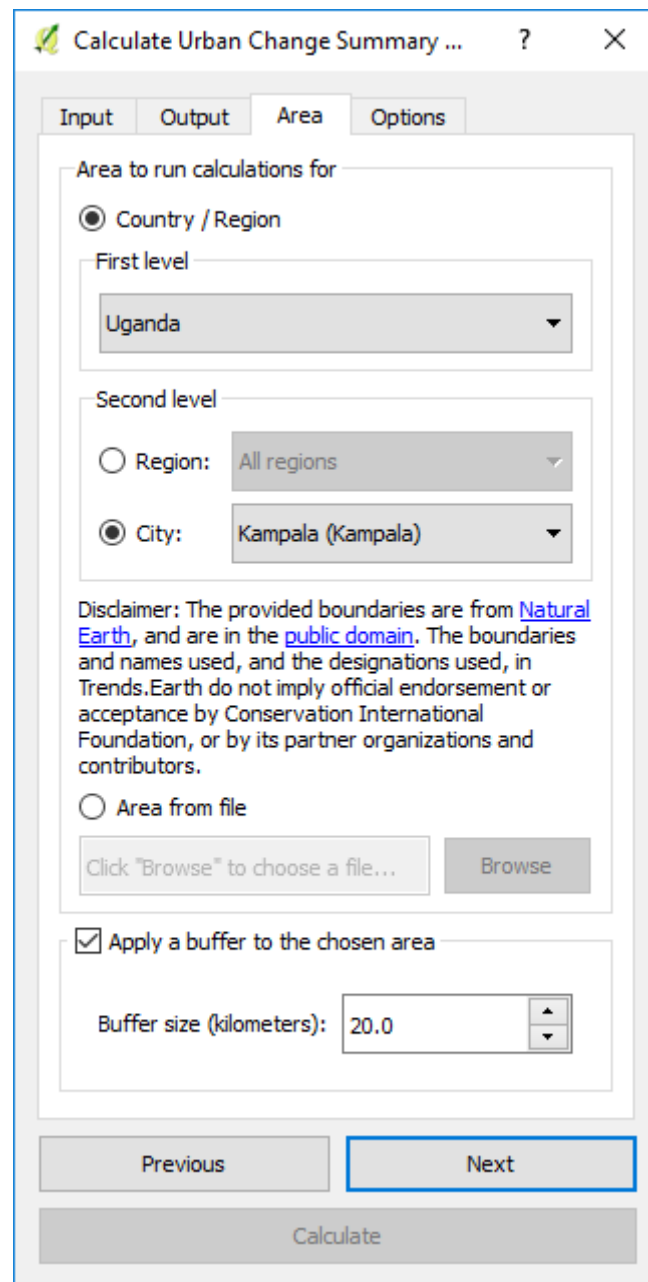 Calculate Urban Change Summary ... ? 
Input Output Area Options
Area to run calculations for
Country / Region
First level
Uganda
Second level
Region: All regions
City: Kampala (Kampala)
Disclaimer: The provided boundaries are from Natural
Earth, and are in the public domain. The boundaries
and names used, and the designations used, in
Trends.Earth do not imply official endorsement or
acceptance by Conservation International
Foundation, or by its partner organizations and
contributors.
Area from file
Click "Browse" to choose a file... Browse
Apply a buffer to the chosen area
Buffer size (kilometers): 20.0
Previous Next
Calculate